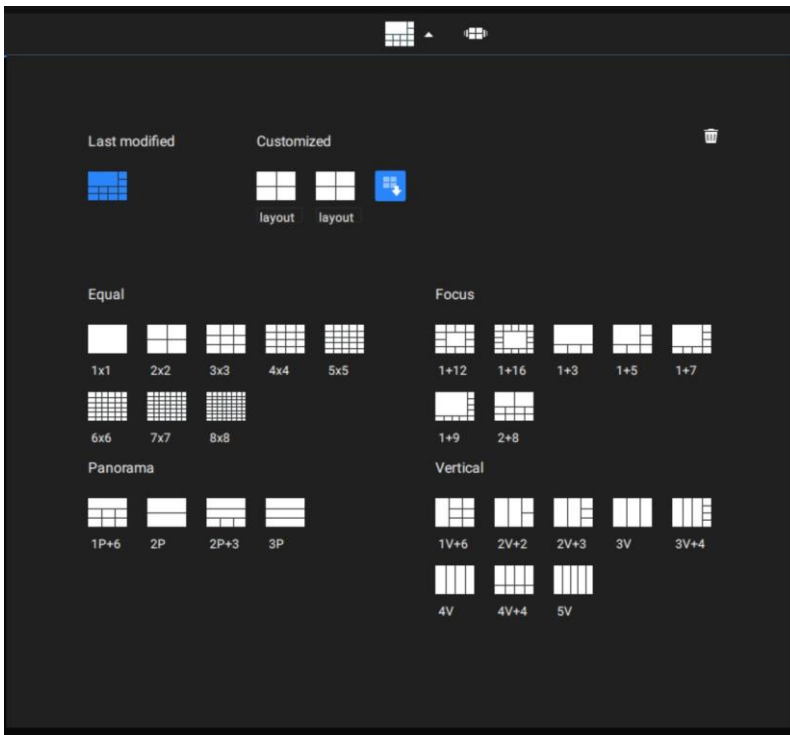 Last modified Customized
layout layout
Equal Focus
1x1 2x2 3x3 4x4 5x5 1+12 1+16 1+3 1+5 1+7
6x6 7x7 8x8 1+9 2+8
Panorama Vertical
1P+6 2P 2P+3 3P 1V+6 2V+2 2V+3 3V 3V+4
4V 4V+4 5V